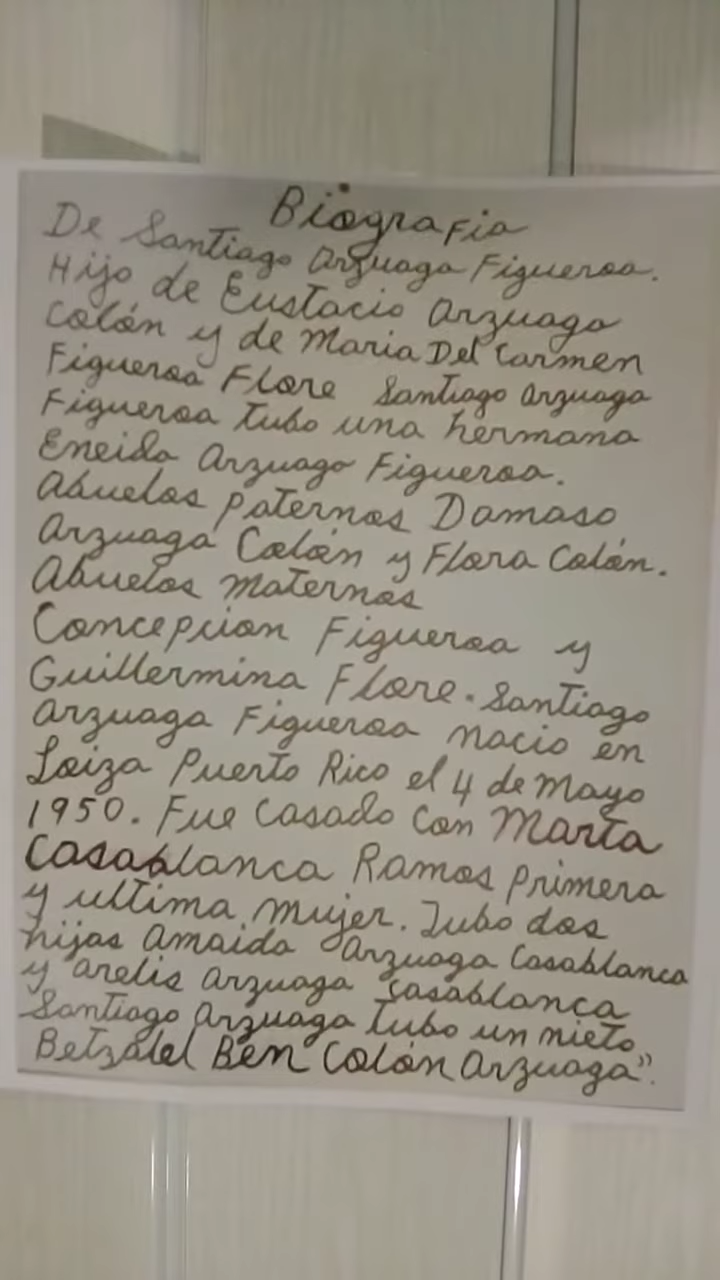 Biografia
De Santiago Arzuaga Figueroa.
Hijo de Eustacio Arzuaga
Colón y de Maria Del Carmen
Figueroa Flore Santiago Arzuaga
Figueroa tubo una hermana
Eneida Arzuaga Figueroa.
Abuelos paternos Damaso
Arzuaga Colón y Flora Colón.
Abuelos maternos
Concepcion Figueroa y
Guillermina Flore. Santiago
Arzuaga Figueroa nacio en
Loiza Puerto Rico el 4 de Mayo
1950. Fue casado con Marta
Casablanca Ramos primera
y ultima mujer. Tubo dos
hijas Amaida Arzuaga Casablanca
y Arelis Arzuaga Casablanca
Santiago Arzuaga tubo un nieto,
Betzalel Ben Colón Arzuaga".